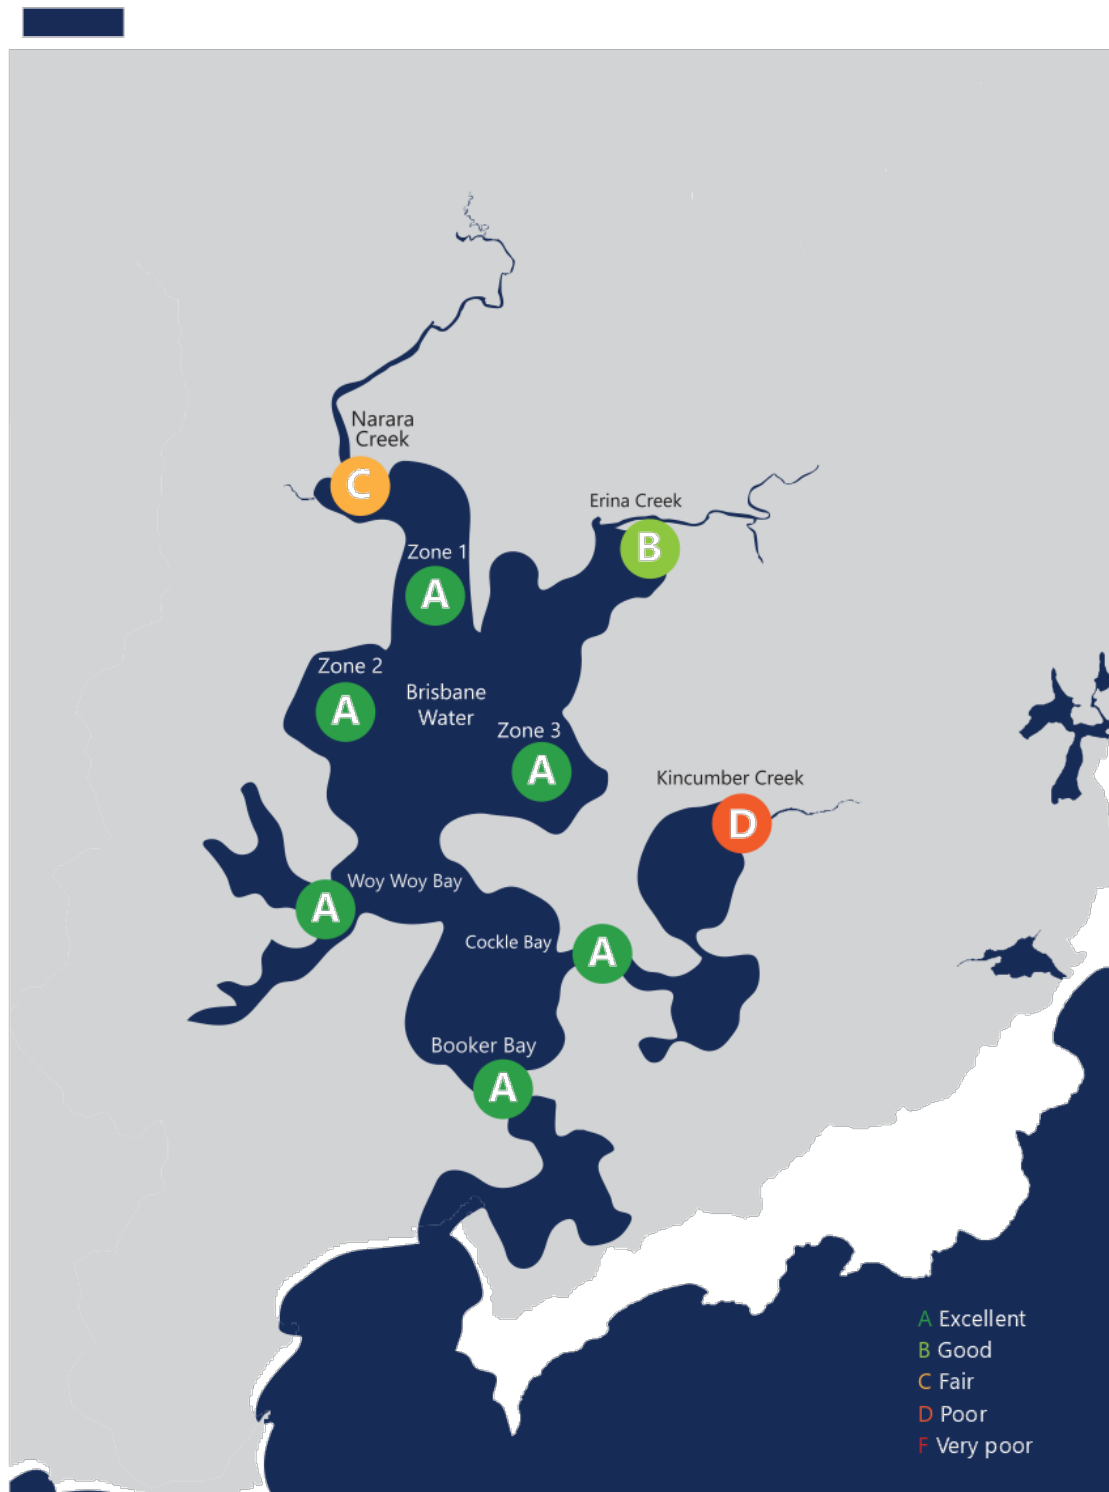 Narara
Creek
C
Erina Creek
B
Zone 1
A
Zone 2
A
Brisbane
Water
Zone 3
A
Kincumber Creek
D
Woy Woy Bay
A
Cockle Bay
A
Booker Bay
A
A Excellent
B Good
C Fair
D Poor
F Very poor